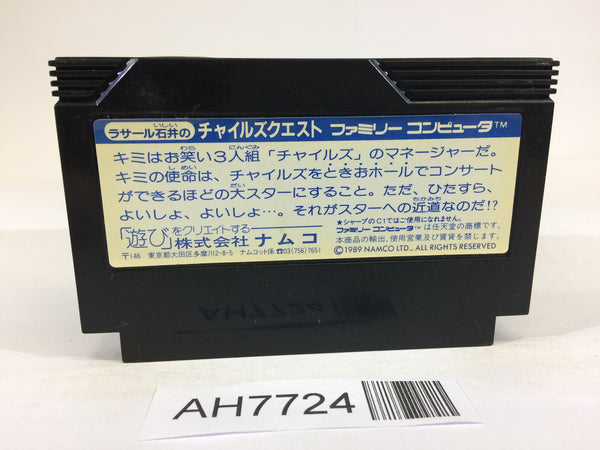 ラサール石井のチャイルズクエスト ファミリー コンピュータ™
キミはお笑い3人組「チャイルズ」のマネージャーだ。
キミの使命は、チャイルズをときおホールでコンサート
ができるほどの大スターにすること。ただ、ひたすら、
よいしょ、よいしょ…。それがスターへの近道なのだ!?
「遊び」をクリエイトする
株式会社 ナムコ
〒146 東京都大田区多摩川2-8-5 ナムコット係 ☎03(756)7651
★シャープのC1ではご使用になれません。
ファミリー コンピュータ™ は任天堂の商標です。
本商品の輸出、使用営業及び賃貸を禁じます。
©1989 NAMCO LTD., ALL RIGHTS RESERVED
AH7724